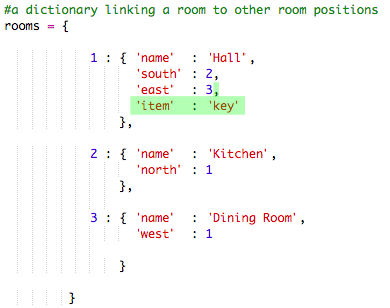 #a dictionary linking a room to other room positions
rooms = {
1 : { 'name' : 'Hall',
'south' : 2,
'east' : 3,
'item' : 'key'
},
2 : { 'name' : 'Kitchen',
'north' : 1
},
3 : { 'name' : 'Dining Room',
'west' : 1
}
}